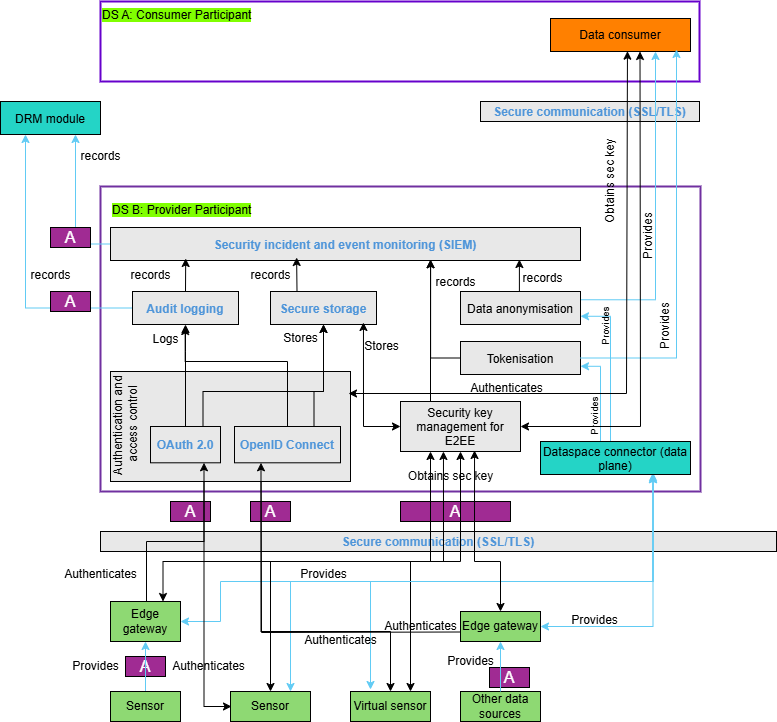 DS A: Consumer Participant
Data consumer
DRM module
Secure communication (SSL/TLS)
records
Obtains sec key
Provides
DS B: Provider Participant
A
Security incident and event monitoring (SIEM)
records
A
records
records
records
records
Audit logging
Secure storage
Data anonymisation
Provides
Provides
Logs
Stores
Stores
Tokenisation
Authentication and
access control
Authenticates
Provides
Security key
management for
E2EE
OAuth 2.0
OpenID Connect
Dataspace connector (data
plane)
Obtains sec key
A
A
A
Secure communication (SSL/TLS)
Authenticates
Provides
Edge
gateway
Authenticates
Edge gateway
Provides
Authenticates
Provides
A
Authenticates
Provides
A
Sensor
Sensor
Virtual sensor
Other data
sources